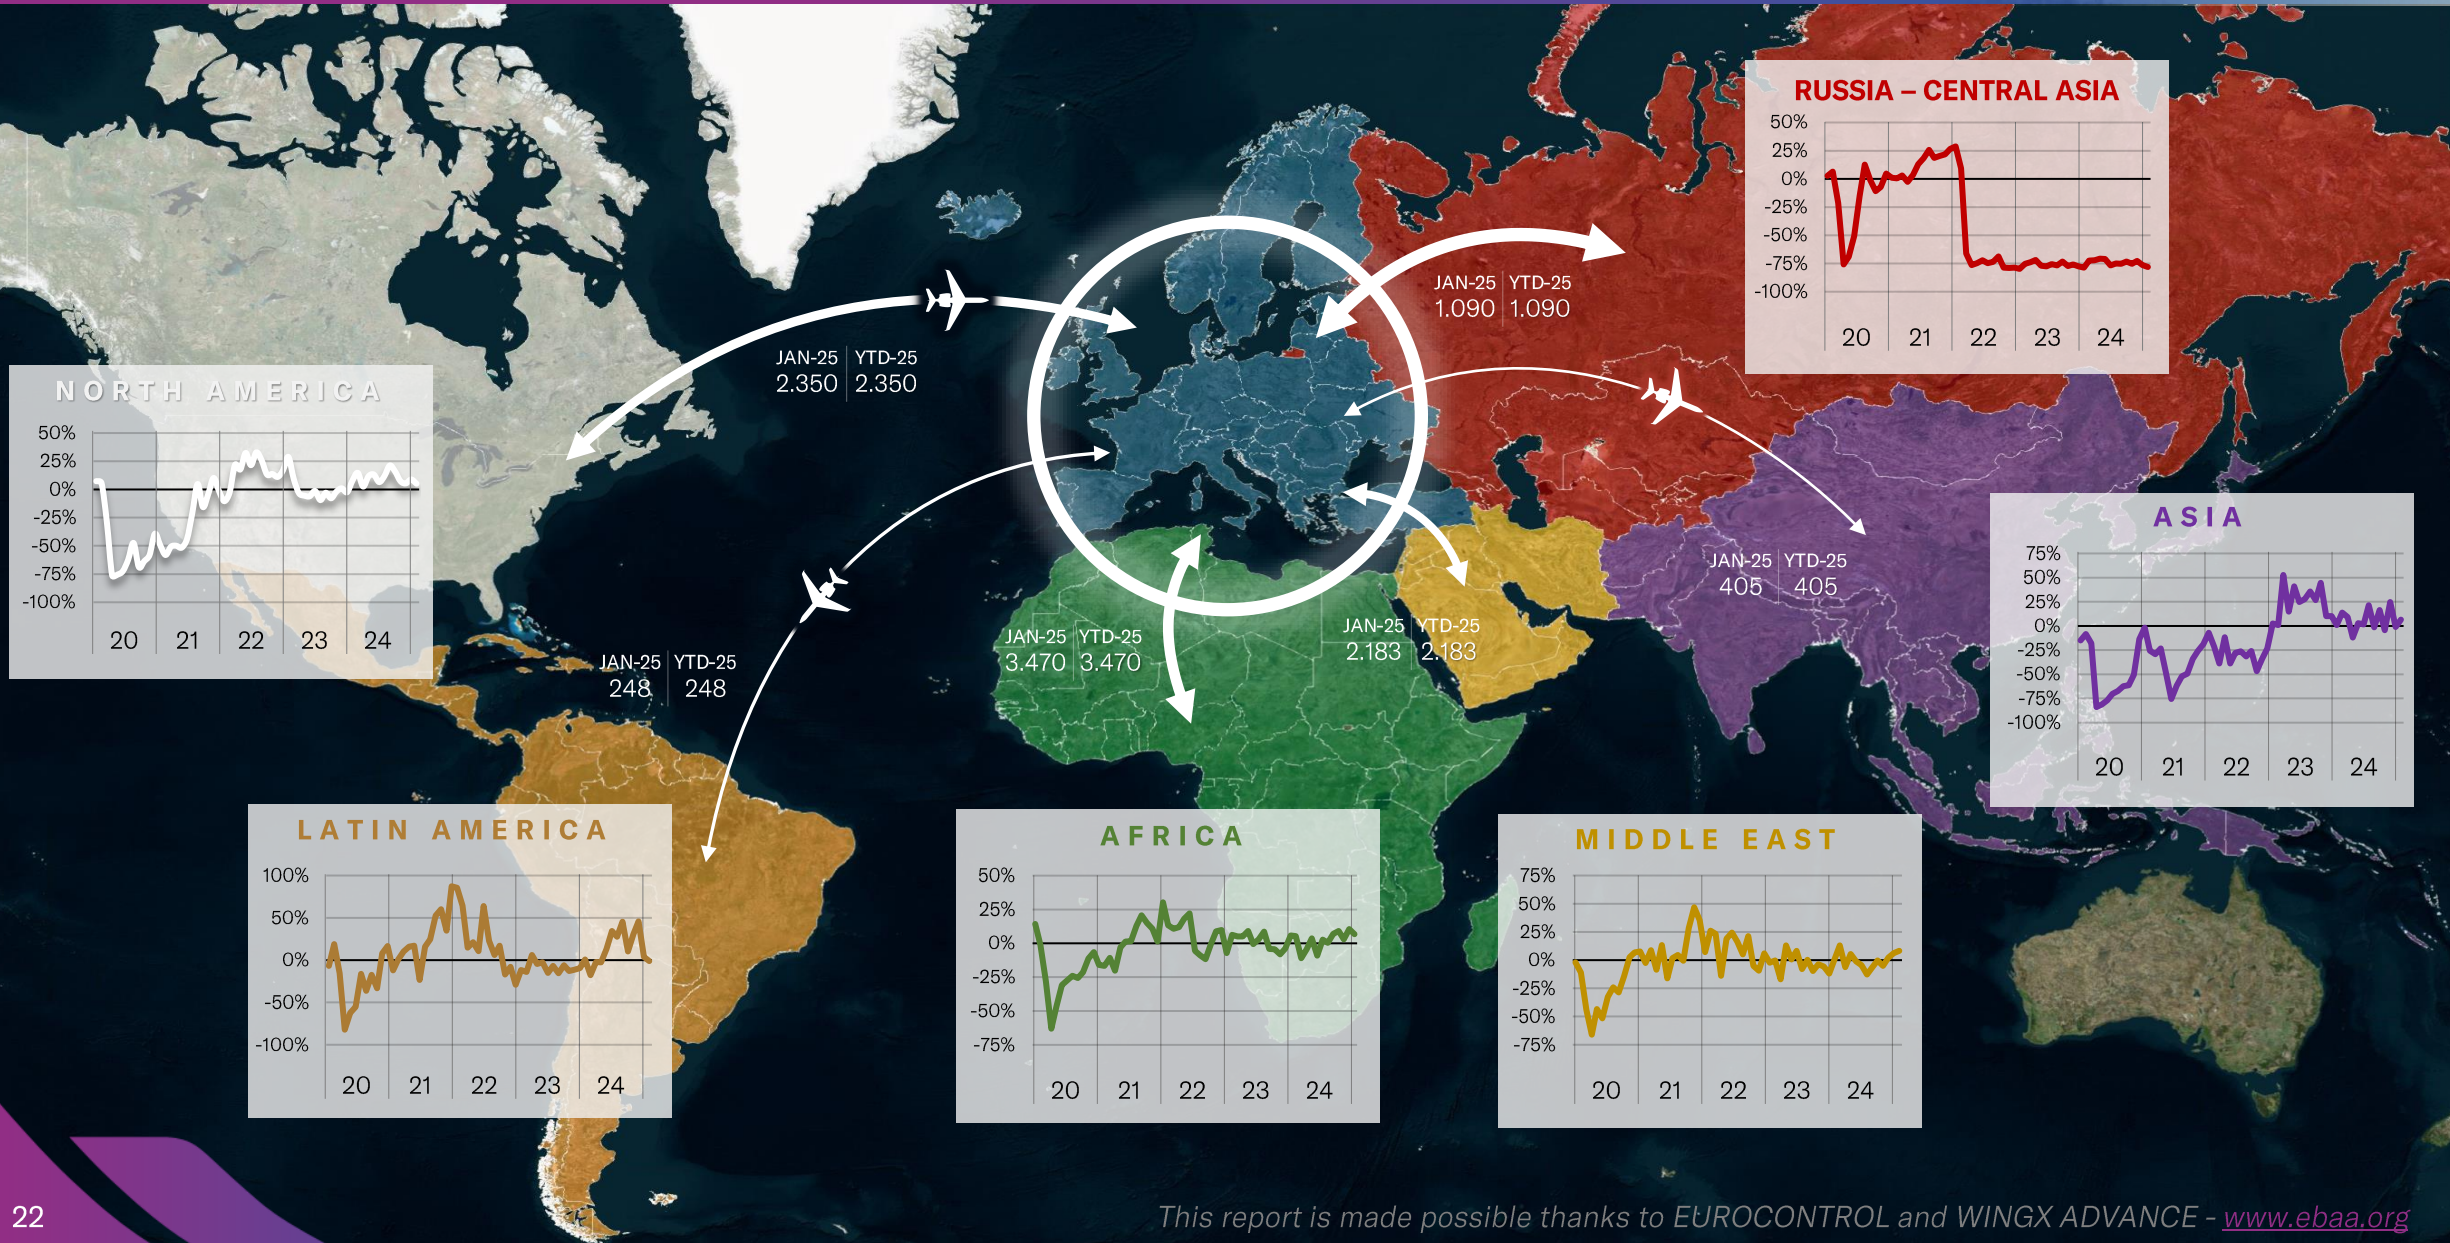 RUSSIA – CENTRAL ASIA
50%
25%
0%
-25%
-50%
-75%
-100%
20 21 22 23 24
JAN-25 YTD-25
1.090 1.090
JAN-25 YTD-25
2.350 2.350
NORTH AMERICA
50%
25%
0%
-25%
-50%
-75%
-100%
20 21 22 23 24
ASIA
75%
50%
25%
0%
-25%
-50%
-75%
-100%
20 21 22 23 24
JAN-25 YTD-25
405 405
JAN-25 YTD-25
3.470 3.470
JAN-25 YTD-25
2.183 2.183
JAN-25 YTD-25
248 248
LATIN AMERICA
100%
50%
0%
-50%
-100%
20 21 22 23 24
AFRICA
50%
25%
0%
-25%
-50%
-75%
20 21 22 23 24
MIDDLE EAST
75%
50%
25%
0%
-25%
-50%
-75%
20 21 22 23 24
22
This report is made possible thanks to EUROCONTROL and WINGX ADVANCE - www.ebaa.org